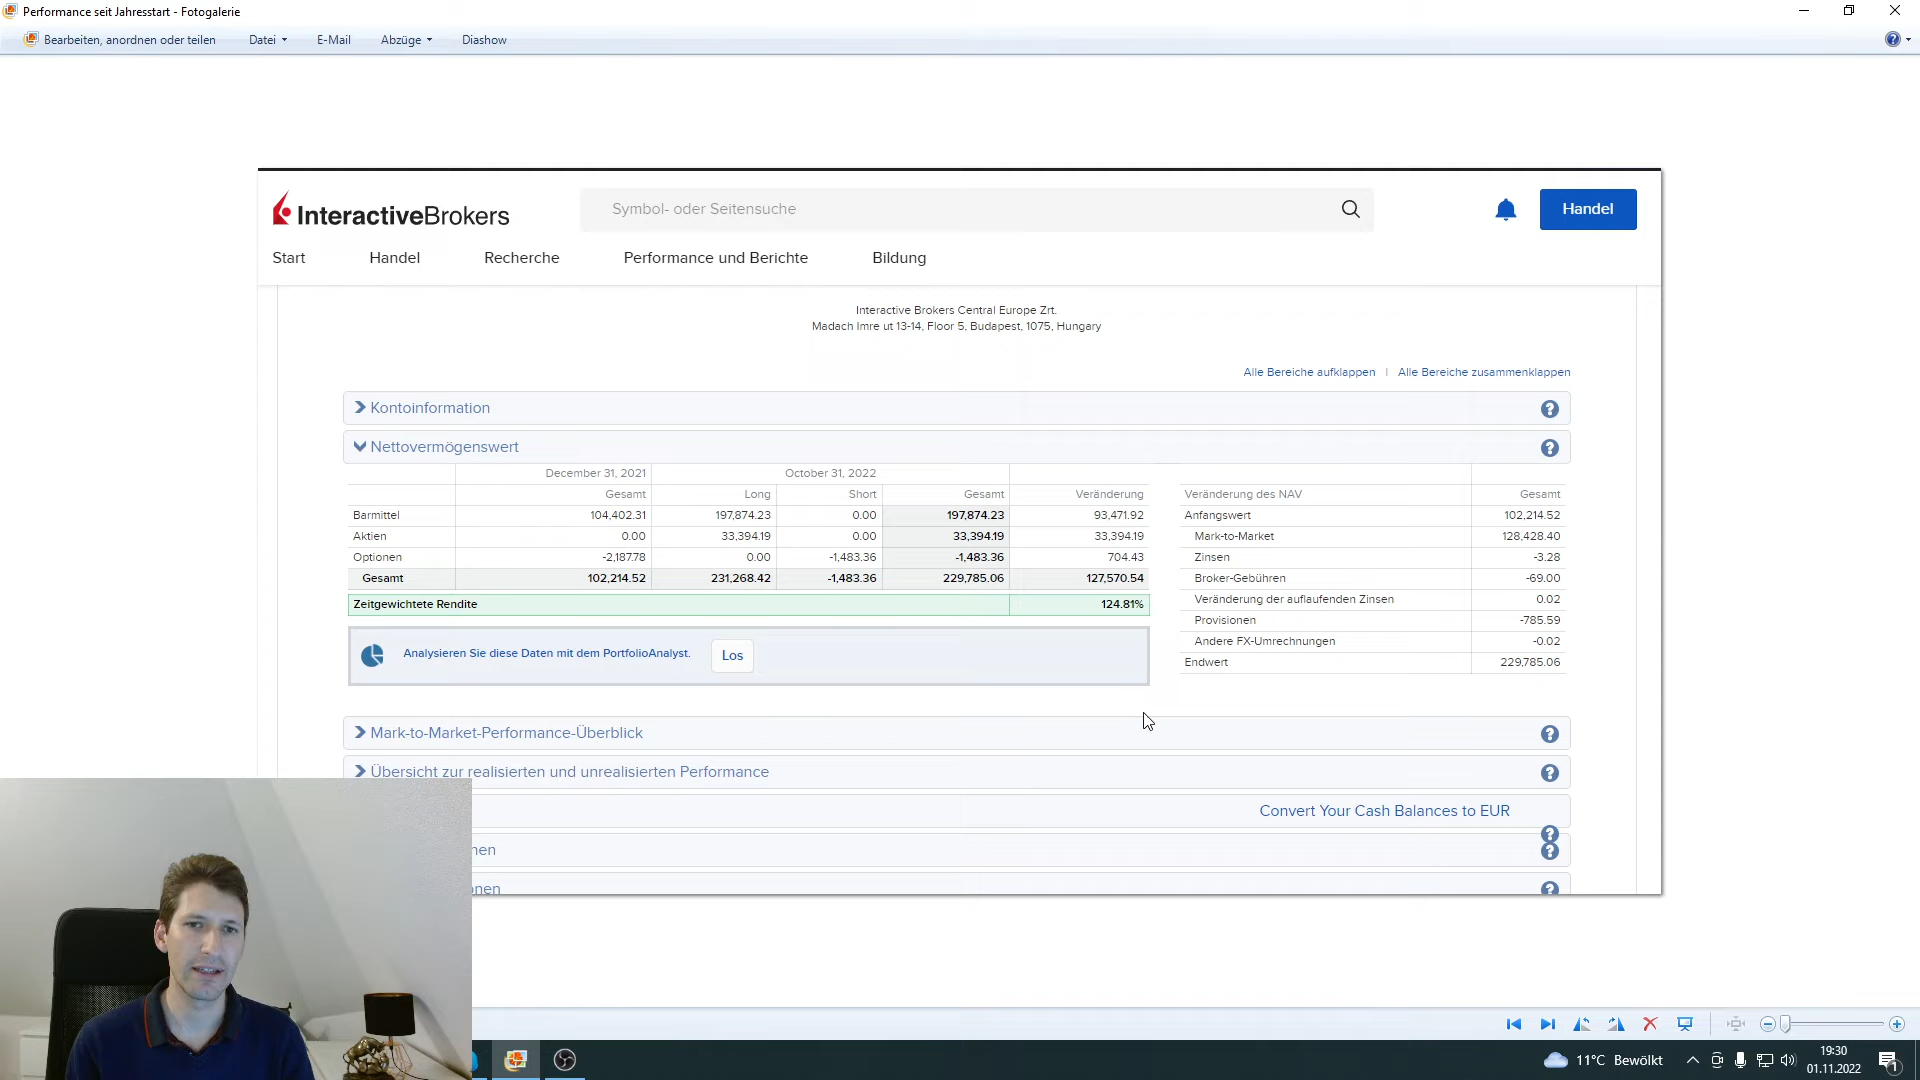 Performance seit Jahresstart - Fotogalerie
Bearbeiten, anordnen oder teilen Datei E-Mail Abzüge Diashow
InteractiveBrokers Symbol- oder Seitensuche Handel
Start Handel Recherche Performance und Berichte Bildung
Interactive Brokers Central Europe Zrt.
Madach Imre ut 13-14, Floor 5, Budapest, 1075, Hungary
Alle Bereiche aufklappen | Alle Bereiche zusammenklappen
Kontoinformation
Nettovermögenswert
December 31, 2021 October 31, 2022
Gesamt Long Short Gesamt Veränderung
Barmittel 104,402.31 197,874.23 0.00 197,874.23 93,471.92
Aktien 0.00 33,394.19 0.00 33,394.19 33,394.19
Optionen -2,187.78 0.00 -1,483.36 -1,483.36 704.43
Gesamt 102,214.52 231,268.42 -1,483.36 229,785.06 127,570.54
Zeitgewichtete Rendite 124.81%
Veränderung des NAV Gesamt
Anfangswert 102,214.52
Mark-to-Market 128,428.40
Zinsen -3.28
Broker-Gebühren -69.00
Veränderung der auflaufenden Zinsen 0.02
Provisionen -785.59
Andere FX-Umrechnungen -0.02
Endwert 229,785.06
Analysieren Sie diese Daten mit dem PortfolioAnalyst. Los
Mark-to-Market-Performance-Überblick
Übersicht zur realisierten und unrealisierten Performance
Convert Your Cash Balances to EUR
nen
onen
11°C Bewölkt
19:30
01.11.2022
1